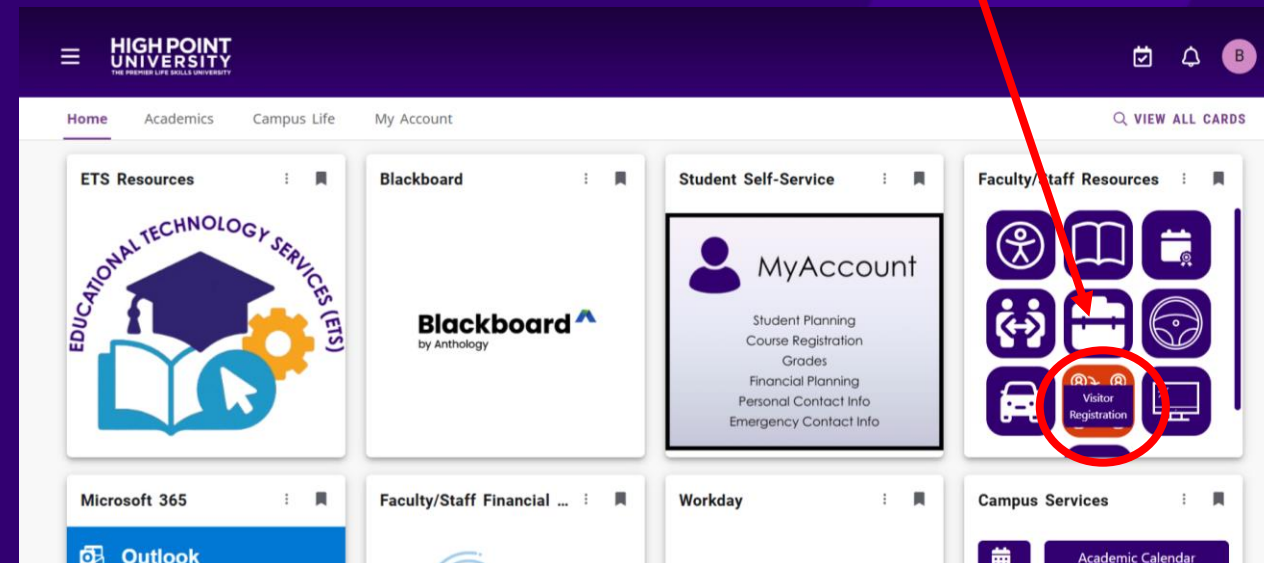 HIGH POINT
UNIVERSITY
THE PREMIER LIFE SKILLS UNIVERSITY
B
Home Academics Campus Life My Account VIEW ALL CARDS
ETS Resources
EDUCATIONAL TECHNOLOGY SERVICES (ETS)
Blackboard
Blackboard
by Anthology
Student Self-Service
MyAccount
Student Planning
Course Registration
Grades
Financial Planning
Personal Contact Info
Emergency Contact Info
Faculty/Staff Resources
Visitor
Registration
Microsoft 365
Outlook
Faculty/Staff Financial ...
Workday
Campus Services
Academic Calendar